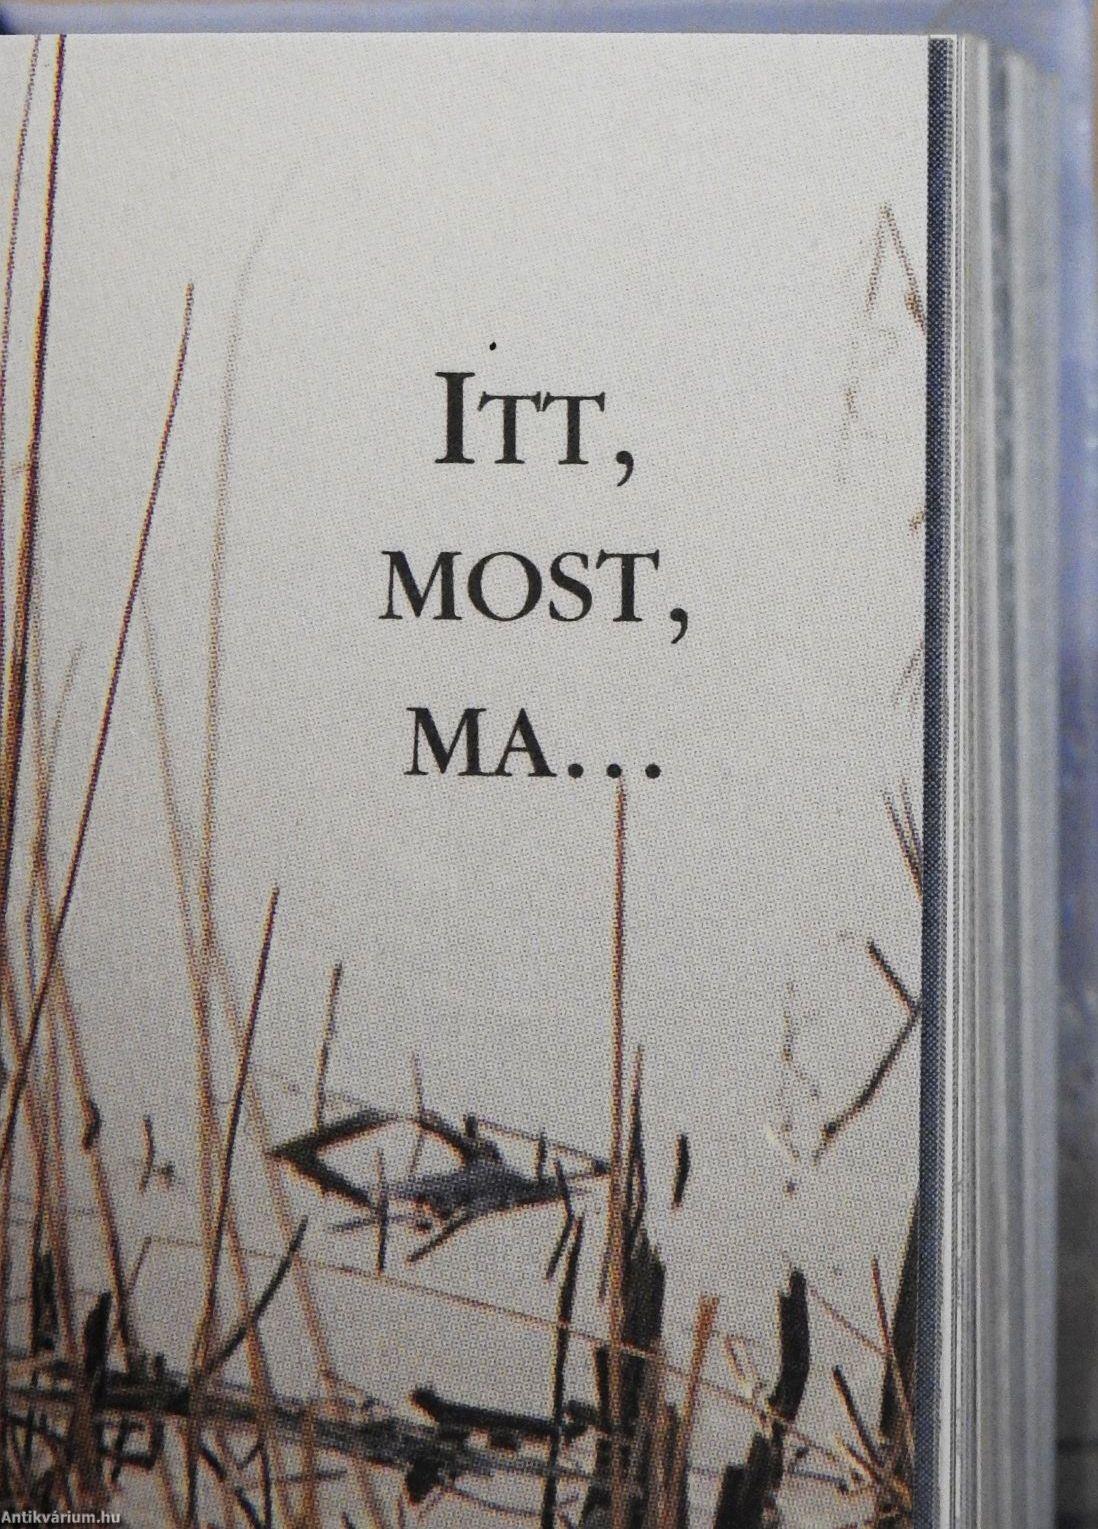 Itt,
most,
ma...
Antikvárium.hu